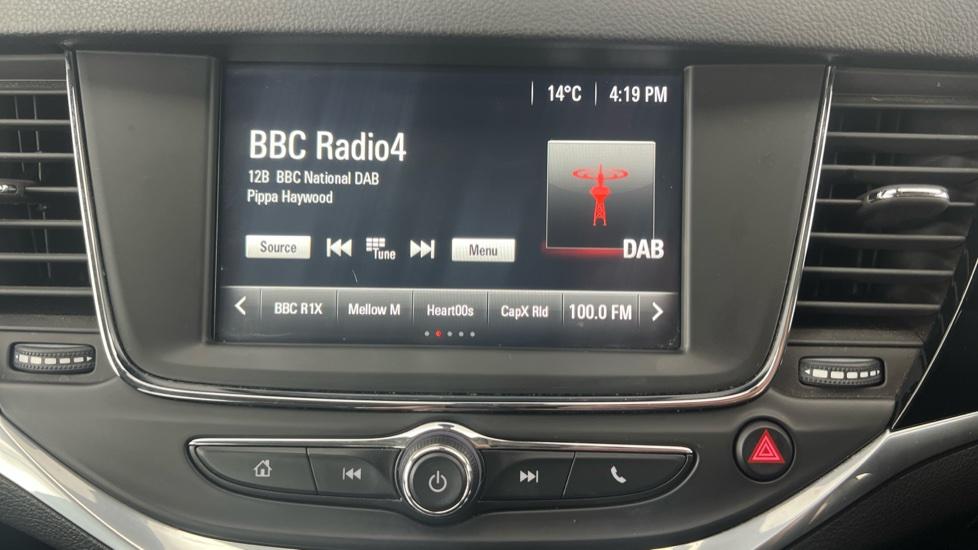 14°C 4:19 PM
BBC Radio4
12B BBC National DAB
Pippa Haywood
DAB
Source Tune Menu
BBC R1X Mellow M Heart00s CapX Rld 100.0 FM